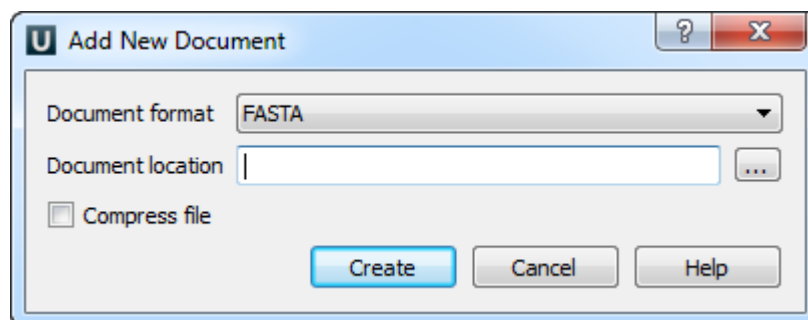 U Add New Document ? X
Document format FASTA
Document location ...
Compress file
Create Cancel Help